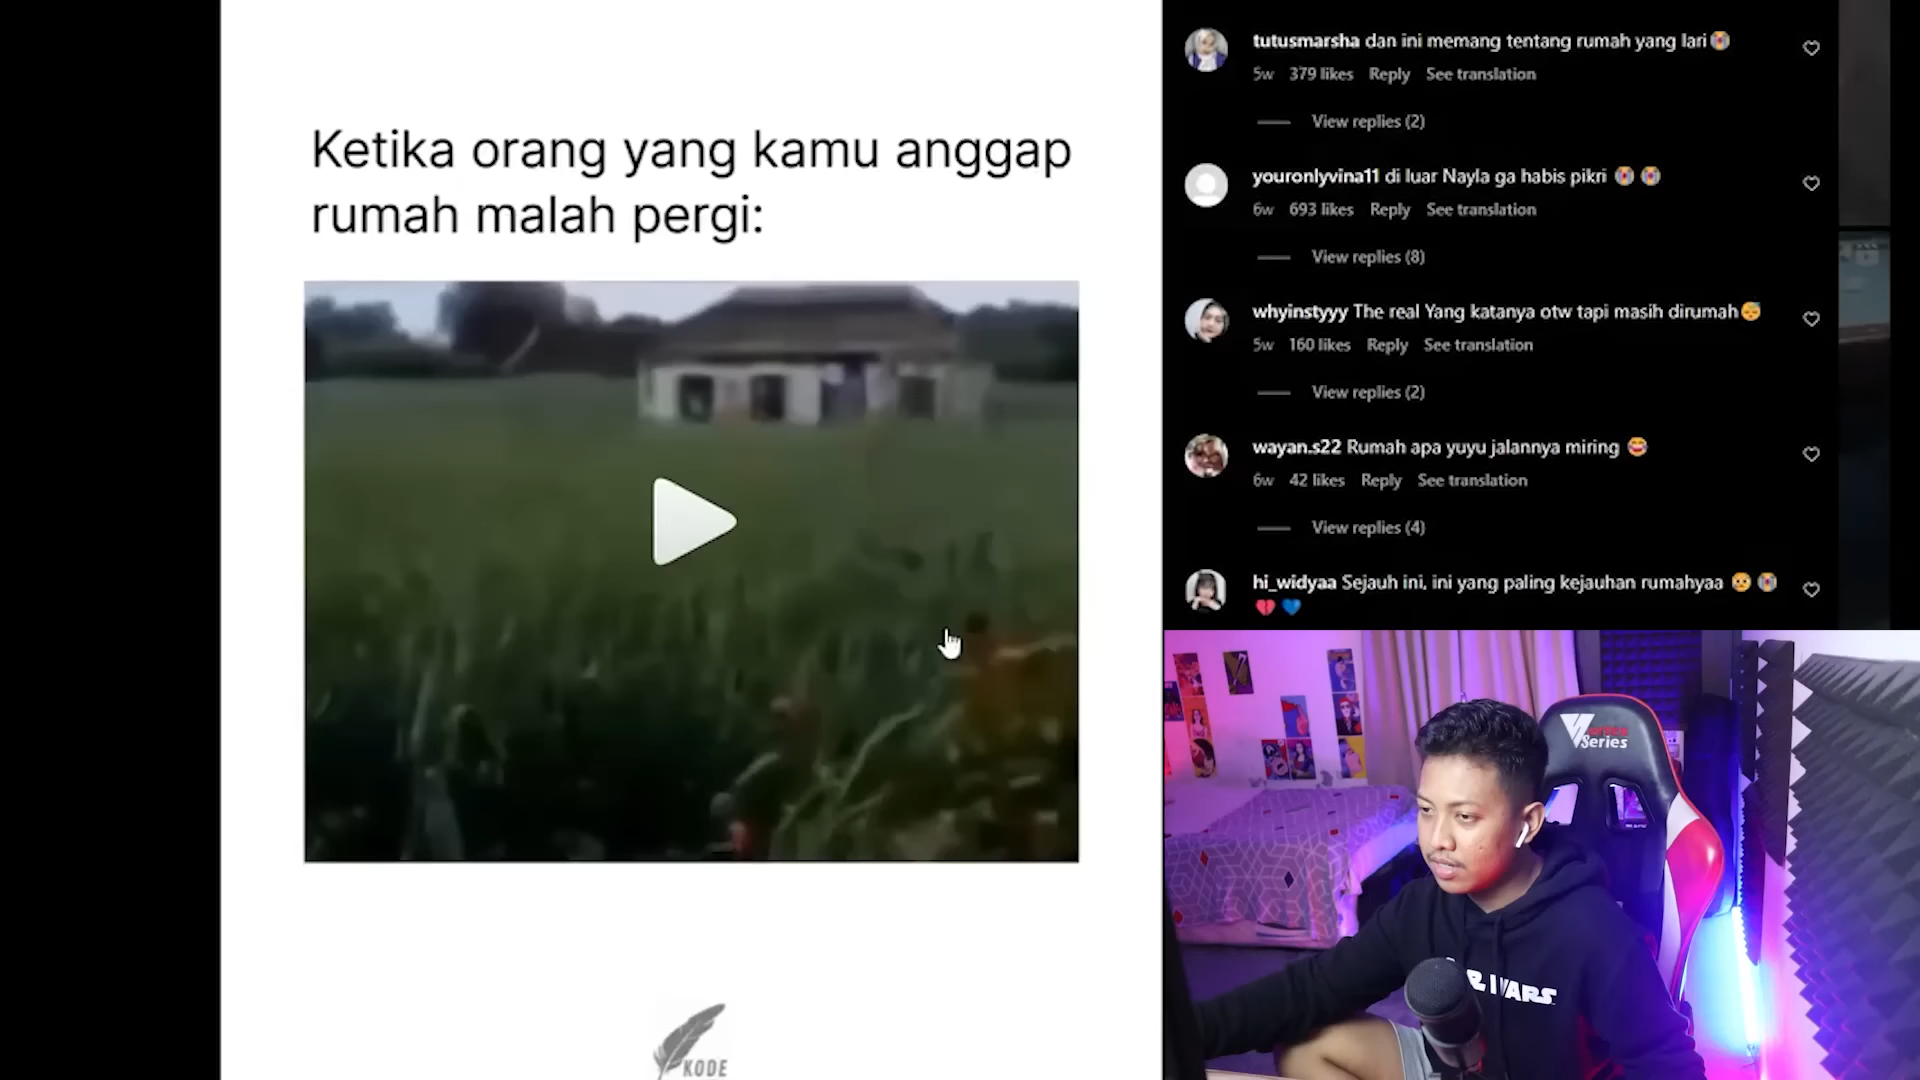 Ketika orang yang kamu anggap
rumah malah pergi:
KODE
tutusmarsha dan ini memang tentang rumah yang lari😭
5w 379 likes Reply See translation
View replies (2)
youronlyvina11 di luar Nayla ga habis pikri 😭 😭
6w 693 likes Reply See translation
View replies (8)
whyinstyyy The real Yang katanya otw tapi masih dirumah😴
5w 160 likes Reply See translation
View replies (2)
wayan.s22 Rumah apa yuyu jalannya miring 😂
6w 42 likes Reply See translation
View replies (4)
hi_widyaa Sejauh ini, ini yang paling kejauhan rumahyaa 😢 😭
💔 💙
Series
WARS